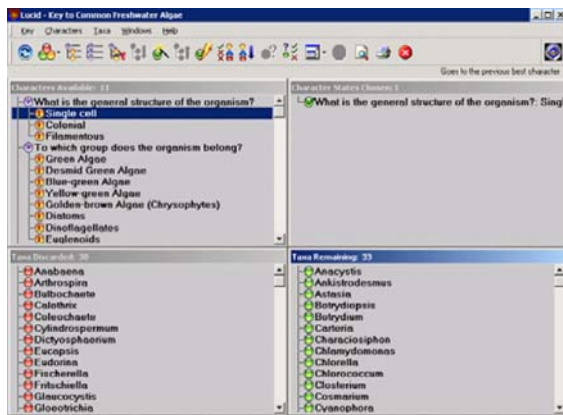 Lucid - Key to Common Freshwater Algae
Key Characters Taxa Windows Help
Goes to the previous best character
Characters Available: 11
What is the general structure of the organism?
Single cell
Colonial
Filamentous
To which group does the organism belong?
Green Algae
Desmid Green Algae
Blue-green Algae
Yellow-green Algae
Golden-brown Algae (Chrysophytes)
Diatoms
Dinoflagellates
Euglenoids
Character States Chosen: 1
What is the general structure of the organism?: Singl
Taxa Discarded: 30
Anabaena
Arthrospira
Bulbochaete
Calothrix
Coleochaete
Cylindrospermum
Dictyosphaerium
Eucapsis
Eudorina
Fischerella
Fritschiella
Glaucocystis
Gloeotrichia
Taxa Remaining: 33
Anacystis
Ankistrodesmus
Astasia
Botrydiopsis
Botrydium
Carteria
Characiosiphon
Chlamydomonas
Chlorella
Chlorococcum
Closterium
Cosmarium
Cyanophora